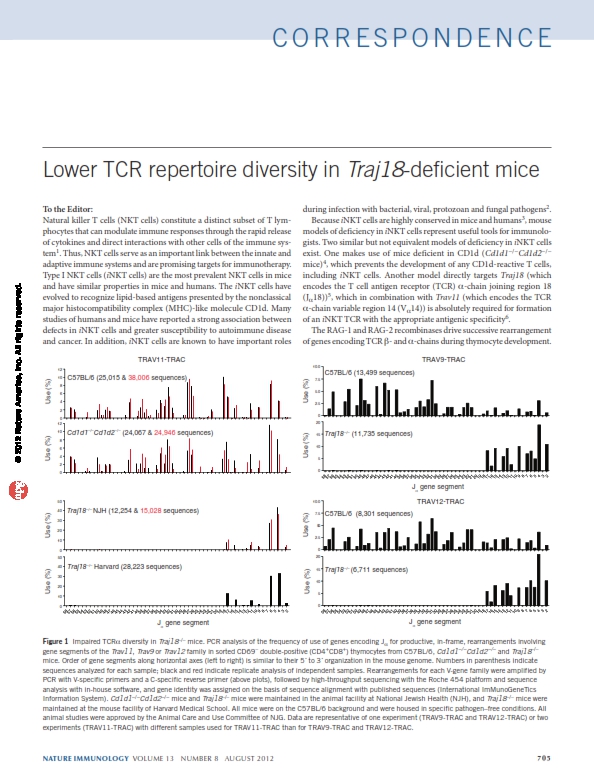 CORRESPONDENCE
Lower TCR repertoire diversity in Traj18-deficient mice
To the Editor:
Natural killer T cells (NKT cells) constitute a distinct subset of T lym-
phocytes that can modulate immune responses through the rapid release
of cytokines and direct interactions with other cells of the immune sys-
tem1. Thus, NKT cells serve as an important link between the innate and
adaptive immune systems and are promising targets for immunotherapy.
Type I NKT cells (iNKT cells) are the most prevalent NKT cells in mice
and have similar properties in mice and humans. The iNKT cells have
evolved to recognize lipid-based antigens presented by the nonclassical
major histocompatibility complex (MHC)-like molecule CD1d. Many
studies of humans and mice have reported a strong association between
defects in iNKT cells and greater susceptibility to autoimmune disease
and cancer. In addition, iNKT cells are known to have important roles
during infection with bacterial, viral, protozoan and fungal pathogens2.
Because iNKT cells are highly conserved in mice and humans3, mouse
models of deficiency in iNKT cells represent useful tools for immunolo-
gists. Two similar but not equivalent models of deficiency in iNKT cells
exist. One makes use of mice deficient in CD1d (Cd1d1–/–Cd1d2–/–
mice)4, which prevents the development of any CD1d-reactive T cells,
including iNKT cells. Another model directly targets Traj18 (which
encodes the T cell antigen receptor (TCR) α-chain joining region 18
(Jα18))5, which in combination with Trav11 (which encodes the TCR
α-chain variable region 14 (Vα14)) is absolutely required for formation
of an iNKT TCR with the appropriate antigenic specificity6.
The RAG-1 and RAG-2 recombinases drive successive rearrangement
of genes encoding TCR β- and α-chains during thymocyte development.
© 2012 Nature America, Inc. All rights reserved.
npg
TRAV11-TRAC
C57BL/6 (25,015 & 38,006 sequences)
Use (%)
Cd1d1–/–Cd1d2–/– (24,067 & 24,946 sequences)
Use (%)
Traj18–/– NJH (12,254 & 15,028 sequences)
Use (%)
Traj18–/– Harvard (28,223 sequences)
Use (%)
Jα gene segment
TRAV9-TRAC
C57BL/6 (13,499 sequences)
Use (%)
Traj18–/– (11,735 sequences)
Use (%)
Jα gene segment
TRAV12-TRAC
C57BL/6 (8,301 sequences)
Use (%)
Traj18–/– (6,711 sequences)
Use (%)
Jα gene segment
Figure 1 Impaired TCRα diversity in Traj18–/– mice. PCR analysis of the frequency of use of genes encoding Jα for productive, in-frame, rearrangements involving
gene segments of the Trav11, Trav9 or Trav12 family in sorted CD69– double-positive (CD4+CD8+) thymocytes from C57BL/6, Cd1d1–/–Cd1d2–/– and Traj18–/–
mice. Order of gene segments along horizontal axes (left to right) is similar to the 5′ to 3′ organization in the mouse genome. Numbers in parenthesis indicate
sequences analyzed for each sample; black and red indicate replicate analysis of independent samples. Rearrangements for each V-gene family were amplified by
PCR with V-specific primers and a C-specific reverse primer (above plots), followed by high-throughput sequencing with the Roche 454 platform and sequence
analysis with in-house software, and gene identity was assigned on the basis of sequence alignment with published sequences (International ImMunoGeneTics
Information System). Cd1d1–/–Cd1d2–/– mice and Traj18–/– mice were maintained in the animal facility at National Jewish Health (NJH), and Traj18–/– mice were
maintained at the mouse facility of Harvard Medical School. All mice were on the C57BL/6 background and were housed in specific pathogen–free conditions. All
animal studies were approved by the Animal Care and Use Committee of NJG. Data are representative of one experiment (TRAV9-TRAC and TRAV12-TRAC) or two
experiments (TRAV11-TRAC) with different samples used for TRAV11-TRAC than for TRAV9-TRAC and TRAV12-TRAC.
NATURE IMMUNOLOGY VOLUME 13 NUMBER 8 AUGUST 2012
705